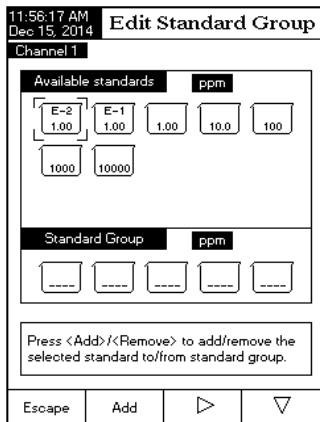 11:56:17 AM
Dec 15, 2014
Edit Standard Group
Channel 1
Available standards ppm
E-2 E-1
1.00 1.00 1.00 10.0 100
1000 10000
Standard Group ppm
---- ---- ---- ---- ----
Press <Add>/<Remove> to add/remove the
selected standard to/from standard group.
Escape Add